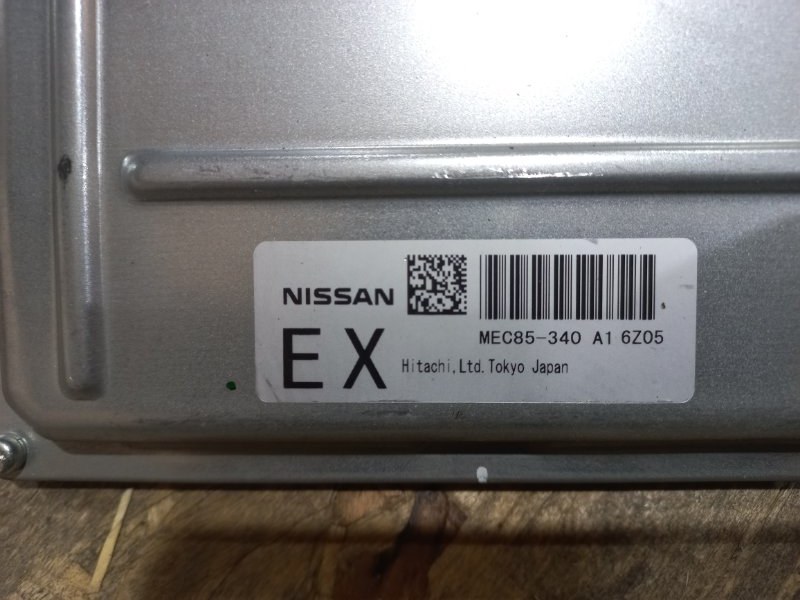 NISSAN
MEC85-340 A1 6Z05
EX
Hitachi,Ltd.Tokyo Japan